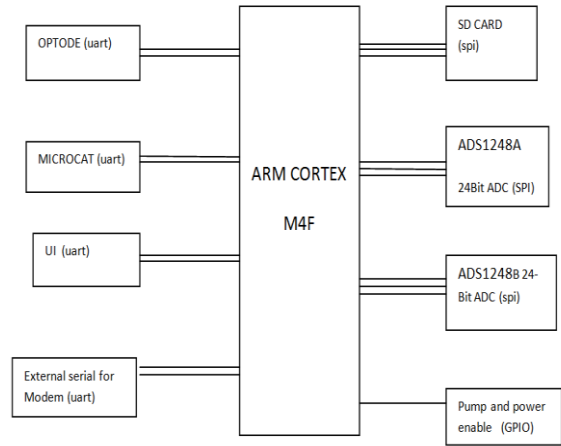 OPTODE (uart)
MICROCAT (uart)
UI (uart)
External serial for
Modem (uart)
ARM CORTEX
M4F
SD CARD
(spi)
ADS1248A
24Bit ADC (SPI)
ADS1248B 24-
Bit ADC (spi)
Pump and power
enable (GPIO)